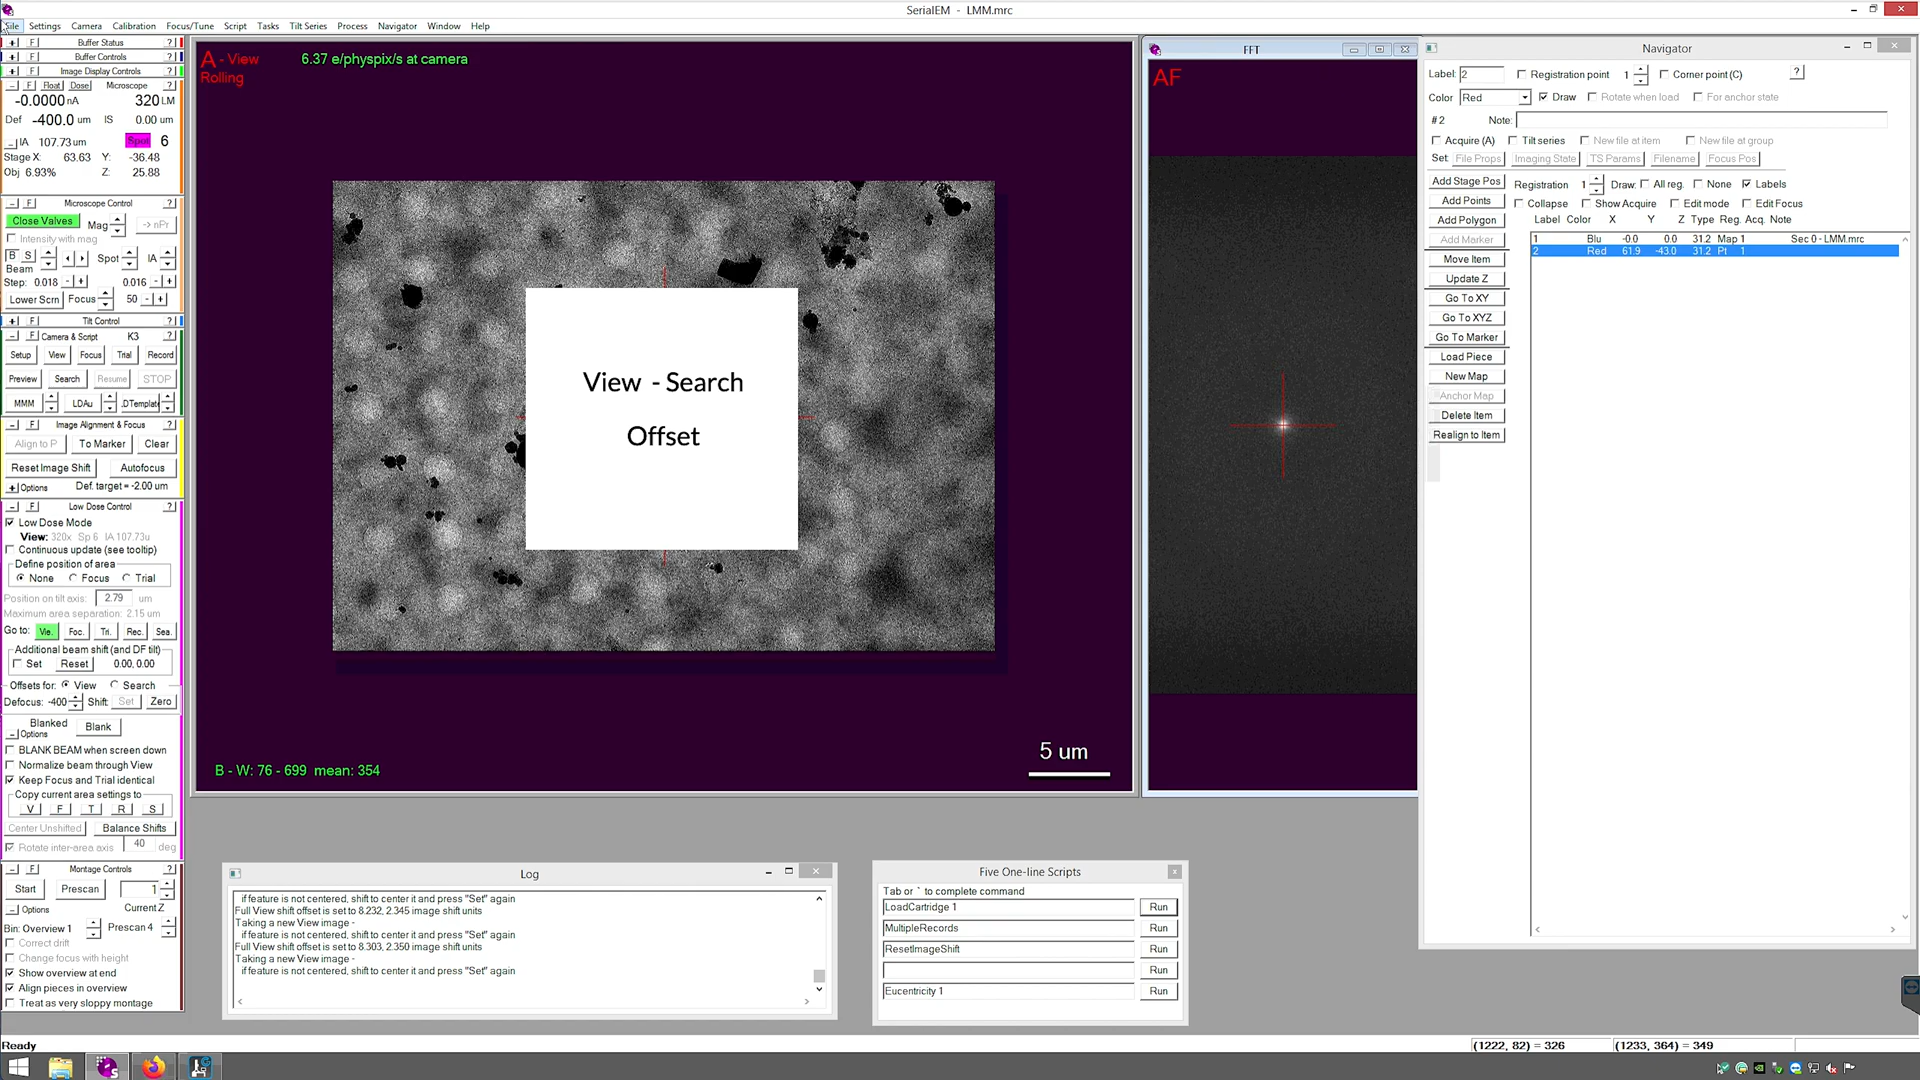 SerialEM - LMM.mrc
File Settings Camera Calibration Focus/Tune Script Tasks Tilt Series Process Navigator Window Help
+ F Buffer Status ?
+ F Buffer Controls ?
+ F Image Display Controls ?
- F Float Dose Microscope ?
-0.0000 nA 320 LM
Def -400.0 um IS 0.00 um
IA 107.73 um Spot 6
Stage X: 63.63 Y: -36.48
Obj 6.93% Z: 25.88
- F Microscope Control ?
Close Valves Mag -> nPr
Intensity with mag
B S Spot IA
Beam
Step: 0.018 - + 0.016 - +
Lower Scrn Focus 50 - +
+ F Tilt Control ?
- F Camera & Script K3 ?
Setup View Focus Trial Record
Preview Search Resume STOP
MMM LDAu .DTemplate
- F Image Alignment & Focus ?
Align to P To Marker Clear
Reset Image Shift Autofocus
+ Options Def. target = -2.00 um
- F Low Dose Control ?
Low Dose Mode
View: 320x Sp 6 IA 107.73u
Continuous update (see tooltip)
Define position of area
None Focus Trial
Position on tilt axis: 2.79 um
Maximum area separation: 2.15 um
Go to: Vie. Foc. Tri. Rec. Sea.
Additional beam shift (and DF tilt)
Set Reset 0.00, 0.00
Offsets for: View Search
Defocus: -400 Shift: Set Zero
Blanked Blank
- Options
BLANK BEAM when screen down
Normalize beam through View
Keep Focus and Trial identical
Copy current area settings to
V F T R S
Center Unshifted Balance Shifts
Rotate inter-area axis 40 deg
- F Montage Controls ?
Start Prescan 1
- Options Current Z
Bin: Overview 1 Prescan 4
Correct drift
Change focus with height
Show overview at end
Align pieces in overview
Treat as very sloppy montage
A - View
Rolling
6.37 e/physpix/s at camera
View - Search
Offset
5 um
B - W: 76 - 699 mean: 354
FFT
AF
Navigator
Label: 2 Registration point 1 Corner point (C) ?
Color Red Draw Rotate when load For anchor state
#2 Note:
Acquire (A) Tilt series New file at item New file at group
Set: File Props Imaging State TS Params Filename Focus Pos
Add Stage Pos Registration 1 Draw: All reg. None Labels
Add Points Collapse Show Acquire Edit mode Edit Focus
Add Polygon Label Color X Y Z Type Reg. Acq. Note
Add Marker 1 Blu -0.0 0.0 31.2 Map 1 Sec 0 - LMM.mrc
2 Red 61.9 -43.0 31.2 Pt 1
Move Item
Update Z
Go To XY
Go To XYZ
Go To Marker
Load Piece
New Map
Anchor Map
Delete Item
Realign to Item
Log
if feature is not centered, shift to center it and press "Set" again
Full View shift offset is set to 8.232, 2.345 image shift units
Taking a new View image -
if feature is not centered, shift to center it and press "Set" again
Full View shift offset is set to 8.303, 2.350 image shift units
Taking a new View image -
if feature is not centered, shift to center it and press "Set" again
Five One-line Scripts
Tab or ` to complete command
LoadCartridge 1 Run
MultipleRecords Run
ResetImageShift Run
Run
Eucentricity 1 Run
Ready (1222, 82) = 326 (1233, 364) = 349